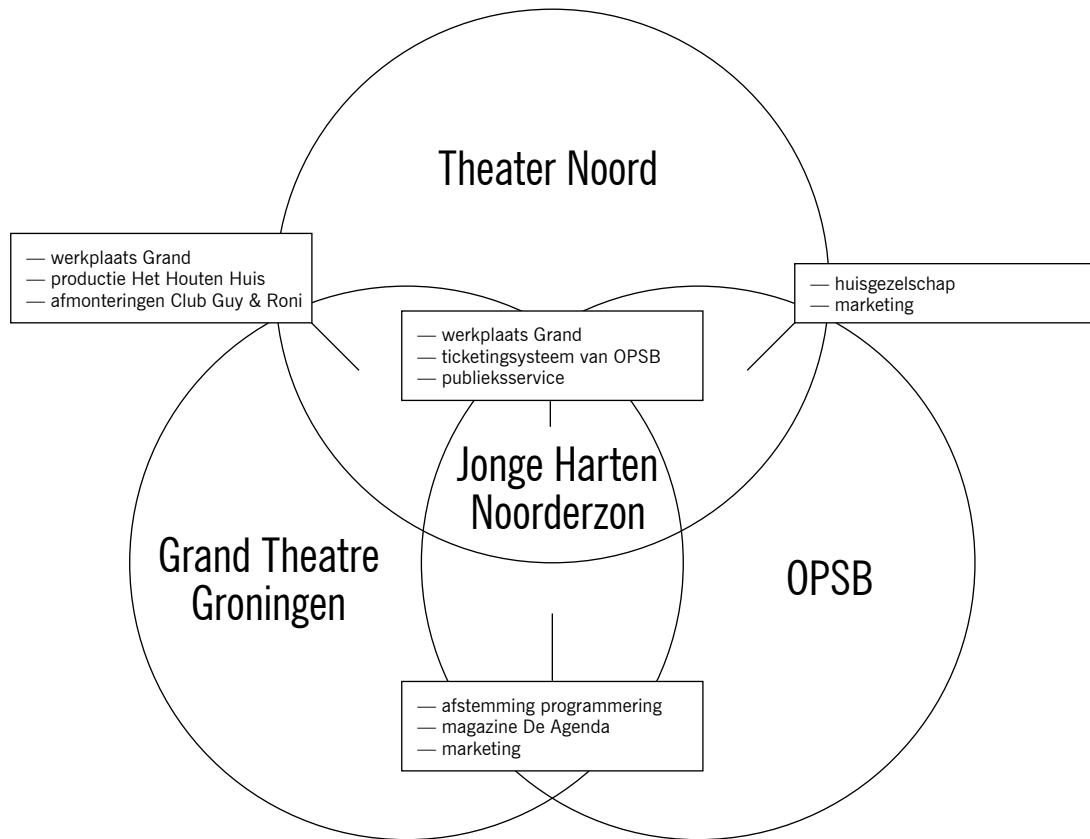 Theater Noord
— werkplaats Grand
— productie Het Houten Huis
— afmonteringen Club Guy & Roni
— huisgezelschap
— marketing
— werkplaats Grand
— ticketingsysteem van OPSB
— publieksservice
Jonge Harten
Noorderzon
Grand Theatre
Groningen
OPSB
— afstemming programmering
— magazine De Agenda
— marketing